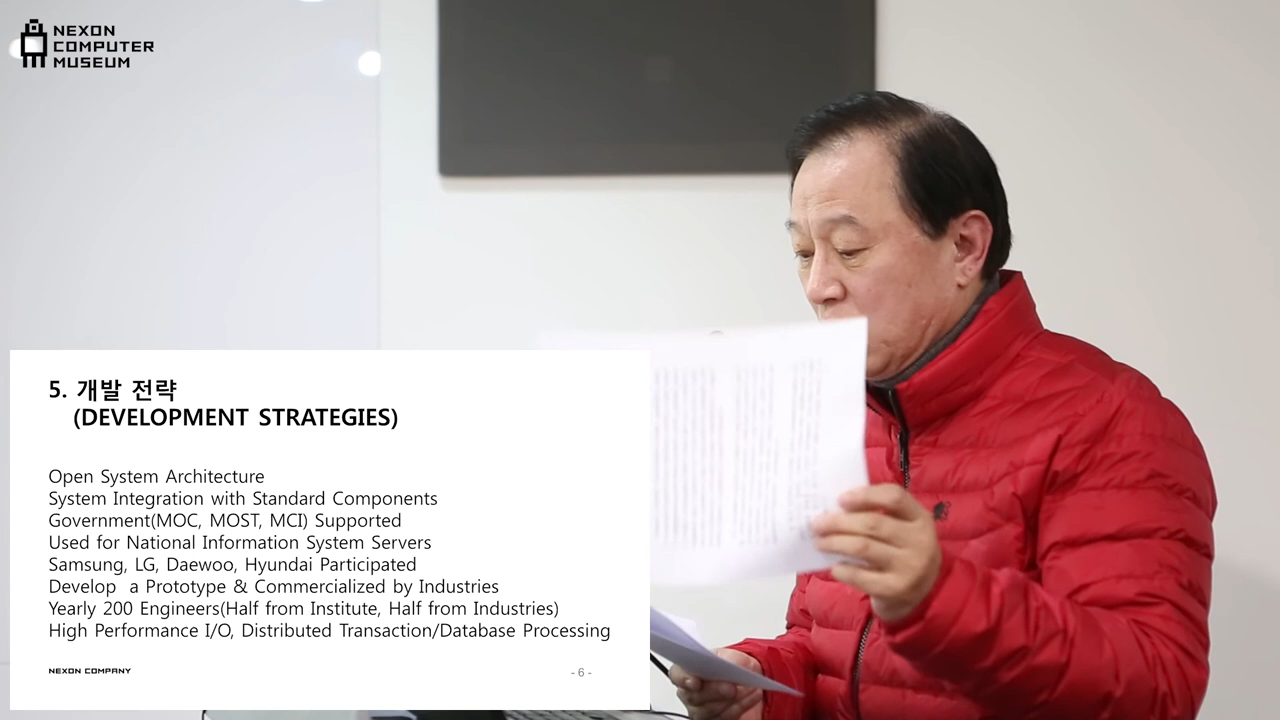 NEXON
COMPUTER
MUSEUM
5. 개발 전략
(DEVELOPMENT STRATEGIES)
Open System Architecture
System Integration with Standard Components
Government(MOC, MOST, MCI) Supported
Used for National Information System Servers
Samsung, LG, Daewoo, Hyundai Participated
Develop  a Prototype & Commercialized by Industries
Yearly 200 Engineers(Half from Institute, Half from Industries)
High Performance I/O, Distributed Transaction/Database Processing
NEXON COMPANY
- 6 -